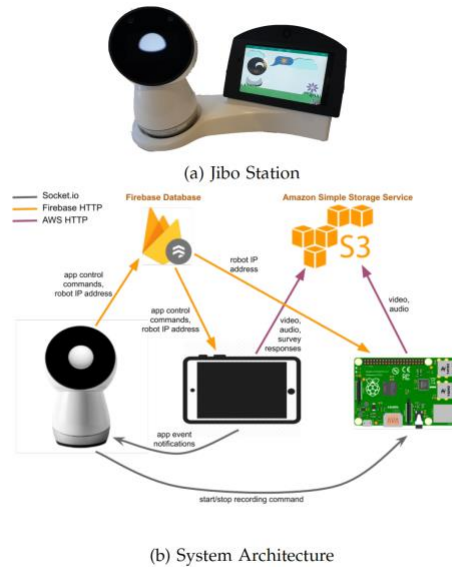 (a) Jibo Station
Socket.io
Firebase HTTP
AWS HTTP
Firebase Database
Amazon Simple Storage Service
S3
robot IP
address
app control
commands,
robot IP address
app control
commands,
robot IP address
video,
audio,
survey
responses
video,
audio
app event
notifications
start/stop recording command
(b) System Architecture